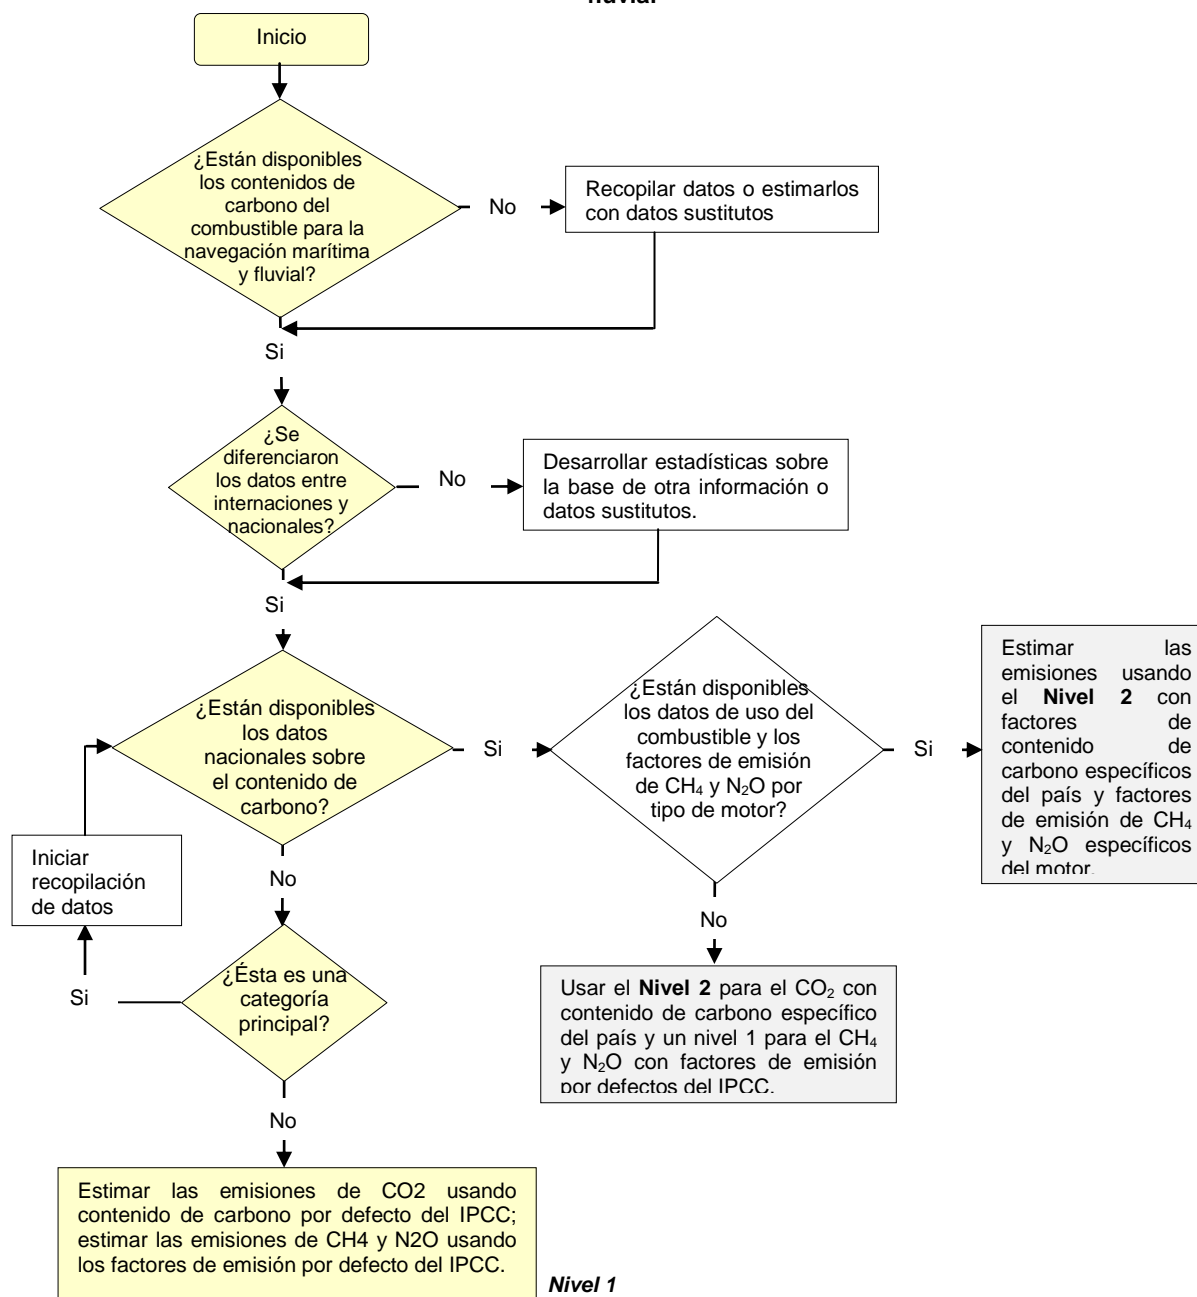 fluvial
Inicio
¿Están disponibles
los contenidos de
carbono del
combustible para la
navegación marítima
y fluvial?
No
Recopilar datos o estimarlos
con datos sustitutos
Si
¿Se
diferenciaron
los datos entre
internaciones y
nacionales?
No
Desarrollar estadísticas sobre
la base de otra información o
datos sustitutos.
Si
¿Están disponibles
los datos
nacionales sobre
el contenido de
carbono?
Si
¿Están disponibles
los datos de uso del
combustible y los
factores de emisión
de CH₄ y N₂O por
tipo de motor?
Si
Estimar las
emisiones usando
el Nivel 2 con
factores de
contenido de
carbono específicos
del país y factores
de emisión de CH₄
y N₂O específicos
del motor.
Iniciar
recopilación
de datos
No
No
¿Ésta es una
categoría
principal?
Si
Usar el Nivel 2 para el CO₂ con
contenido de carbono específico
del país y un nivel 1 para el CH₄
y N₂O con factores de emisión
por defectos del IPCC.
No
Estimar las emisiones de CO2 usando
contenido de carbono por defecto del IPCC;
estimar las emisiones de CH4 y N2O usando
los factores de emisión por defecto del IPCC.
Nivel 1